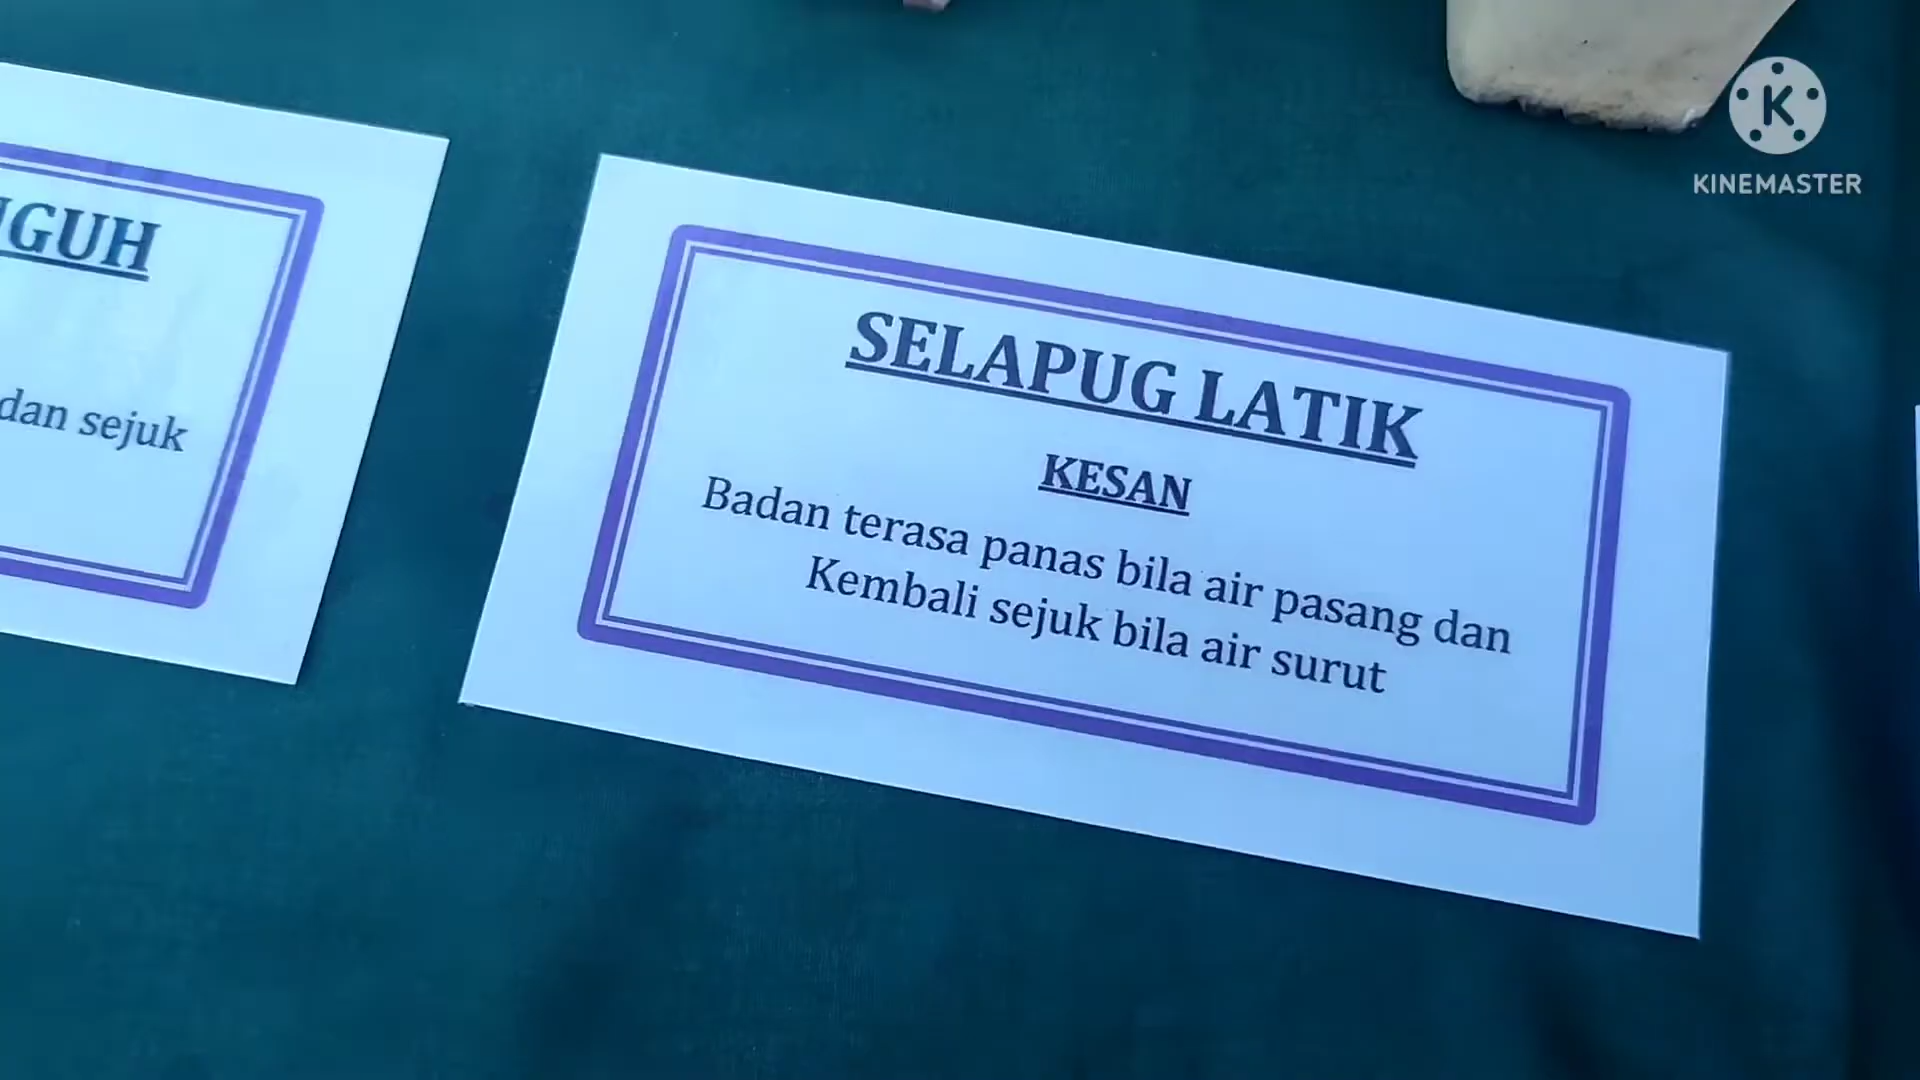 GUH
dan sejuk
SELAPUG LATIK
KESAN
Badan terasa panas bila air pasang dan
Kembali sejuk bila air surut
K
KINEMASTER